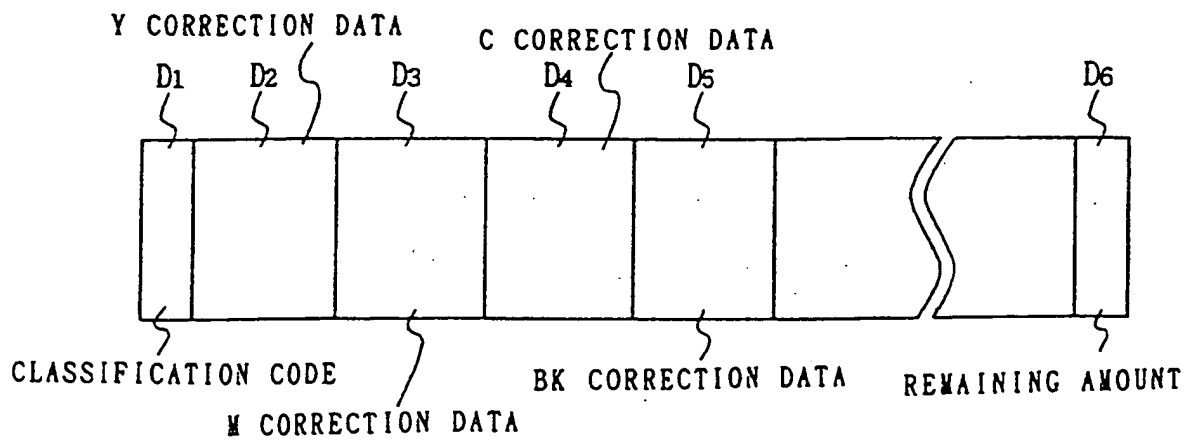 Y CORRECTION DATA
C CORRECTION DATA
D1 D2 D3 D4 D5 D6
CLASSIFICATION CODE
BK CORRECTION DATA
REMAINING AMOUNT
M CORRECTION DATA